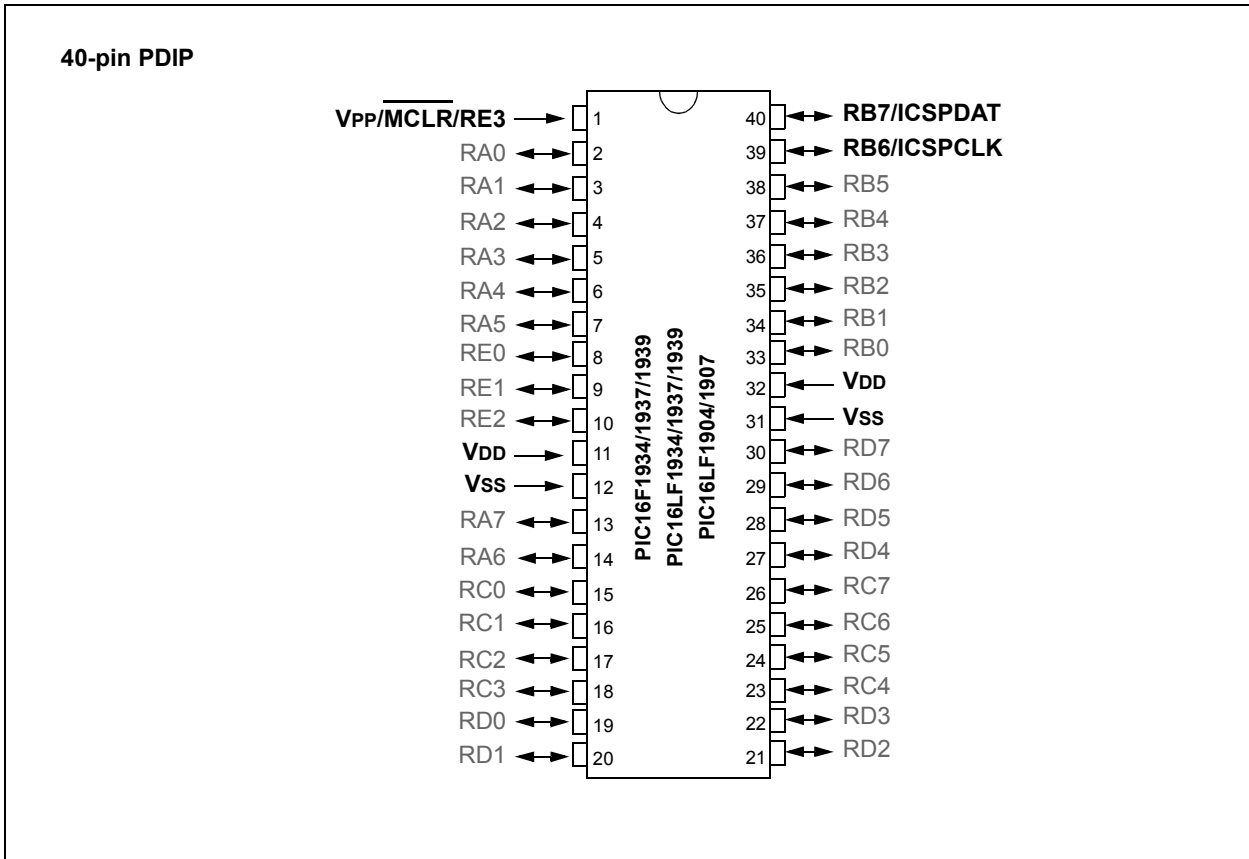 40-pin PDIP
VPP/MCLR/RE3 1 40 RB7/ICSPDAT
RA0 2 39 RB6/ICSPCLK
RA1 3 38 RB5
RA2 4 37 RB4
RA3 5 36 RB3
RA4 6 35 RB2
RA5 7 34 RB1
RE0 8 33 RB0
RE1 9 32 VDD
RE2 10 31 VSS
VDD 11 30 RD7
VSS 12 29 RD6
RA7 13 28 RD5
RA6 14 27 RD4
RC0 15 26 RC7
RC1 16 25 RC6
RC2 17 24 RC5
RC3 18 23 RC4
RD0 19 22 RD3
RD1 20 21 RD2
PIC16F1934/1937/1939
PIC16LF1934/1937/1939
PIC16LF1904/1907